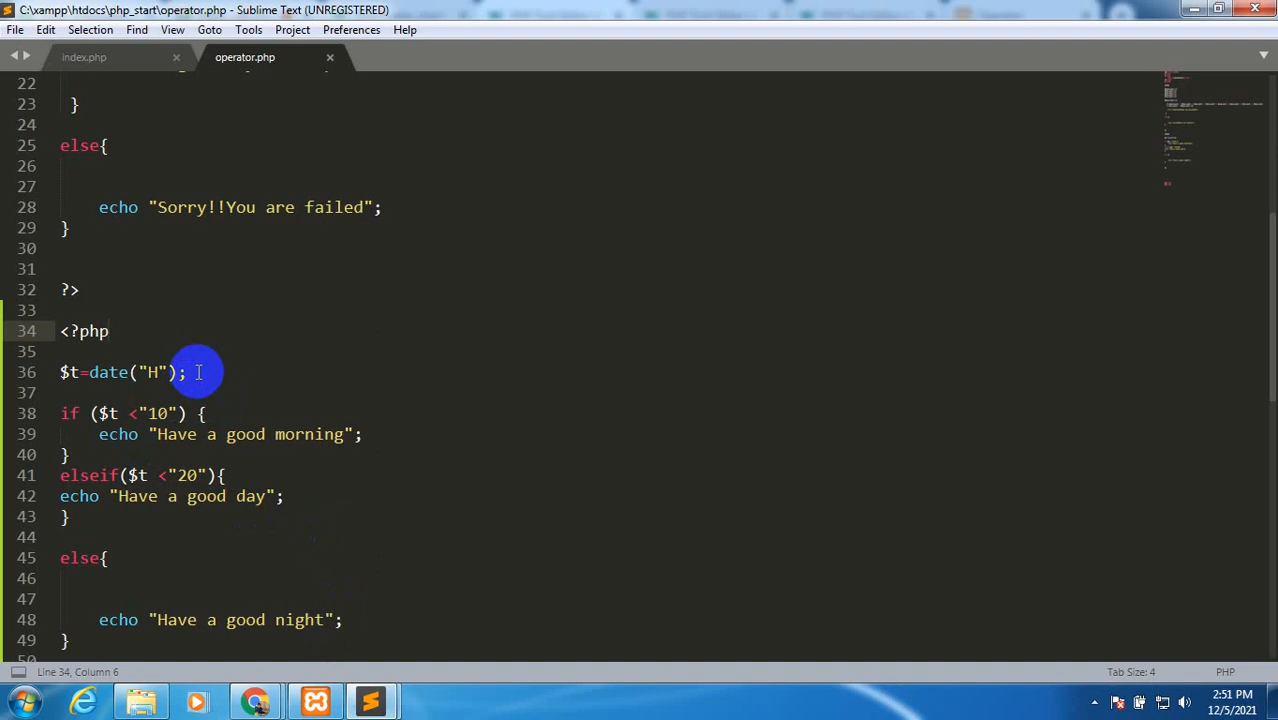 C:\xampp\htdocs\php_start\operator.php - Sublime Text (UNREGISTERED)
File Edit Selection Find View Goto Tools Project Preferences Help
index.php operator.php
22
23 }
24
25 else{
26
27
28 echo "Sorry!!You are failed";
29 }
30
31
32 ?>
33
34 <?php
35
36 $t=date("H");
37
38 if ($t <"10") {
39 echo "Have a good morning";
40 }
41 elseif($t <"20"){
42 echo "Have a good day";
43 }
44
45 else{
46
47
48 echo "Have a good night";
49 }
50
Line 34, Column 6 Tab Size: 4 PHP
2:51 PM
12/5/2021